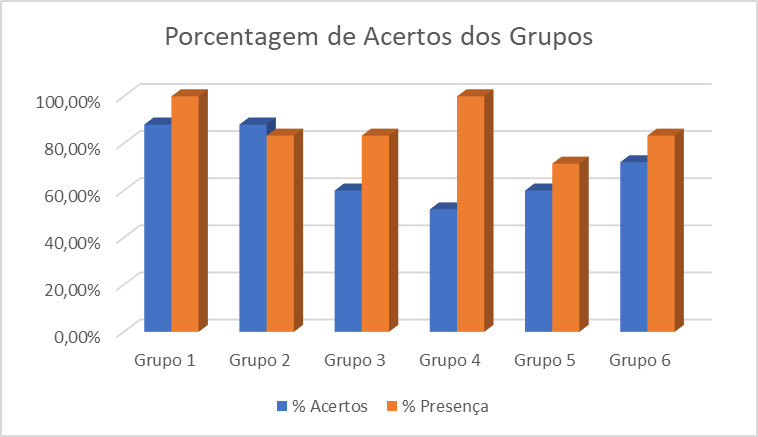 Porcentagem de Acertos dos Grupos
100,00%
80,00%
60,00%
40,00%
20,00%
0,00%
Grupo 1 Grupo 2 Grupo 3 Grupo 4 Grupo 5 Grupo 6
% Acertos % Presença